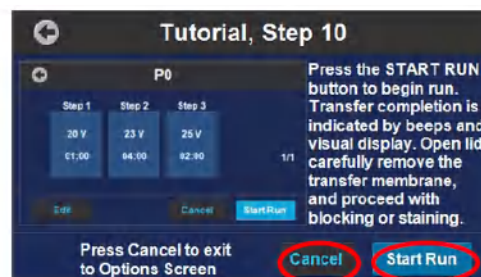 Tutorial, Step 10
P0
Step 1 Step 2 Step 3
20 V 23 V 25 V
01:00 04:00 02:00
1/1
Edit Cancel Start Run
Press the START RUN
button to begin run.
Transfer completion is
indicated by beeps and
visual display. Open lid
carefully remove the
transfer membrane,
and proceed with
blocking or staining.
Press Cancel to exit
to Options Screen
Cancel Start Run